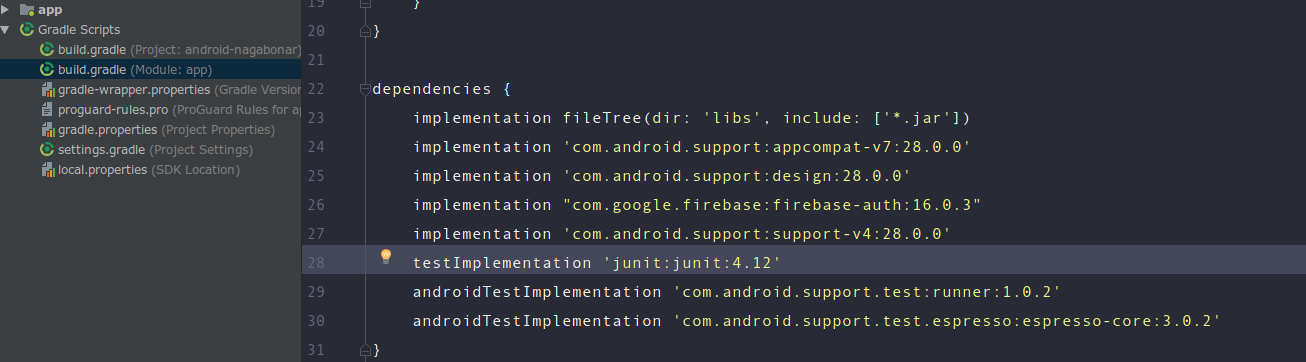 app
Gradle Scripts
build.gradle (Project: android-nagabonar)
build.gradle (Module: app)
gradle-wrapper.properties (Gradle Version
proguard-rules.pro (ProGuard Rules for ap
gradle.properties (Project Properties)
settings.gradle (Project Settings)
local.properties (SDK Location)
19 }
20 }
21
22 dependencies {
23 implementation fileTree(dir: 'libs', include: ['*.jar'])
24 implementation 'com.android.support:appcompat-v7:28.0.0'
25 implementation 'com.android.support:design:28.0.0'
26 implementation "com.google.firebase:firebase-auth:16.0.3"
27 implementation 'com.android.support:support-v4:28.0.0'
28 testImplementation 'junit:junit:4.12'
29 androidTestImplementation 'com.android.support.test:runner:1.0.2'
30 androidTestImplementation 'com.android.support.test.espresso:espresso-core:3.0.2'
31 }